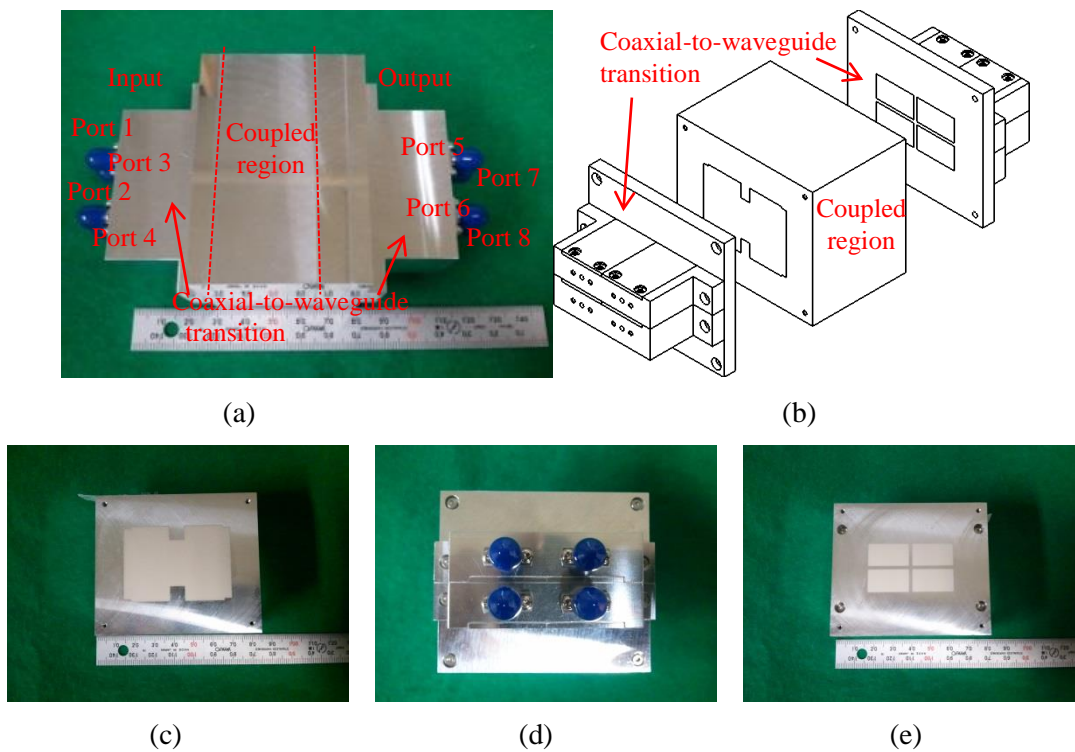 Input
Output
Port 1
Port 3
Port 2
Port 4
Coupled
region
Port 5
Port 7
Port 6
Port 8
Coaxial-to-waveguide
transition
Coaxial-to-waveguide
transition
Coupled
region
(a)
(b)
(c)
(d)
(e)